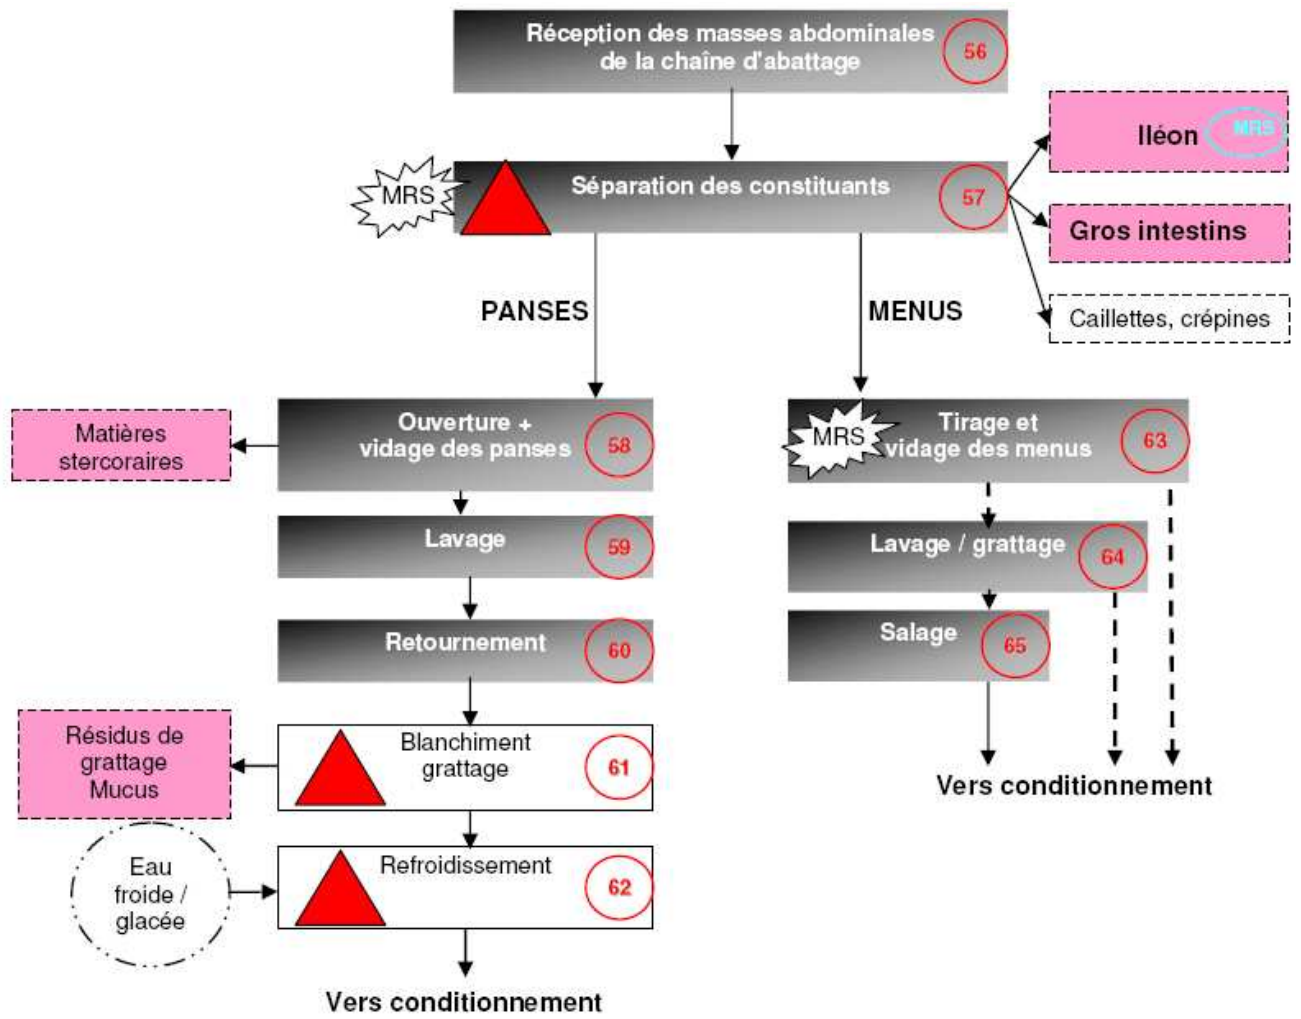 Réception des masses abdominales
de la chaîne d'abattage
56
Iléon
MRS
MRS
Séparation des constituants
57
Gros intestins
Caillettes, crépines
PANSES
MENUS
Matières
stercoraires
Ouverture +
vidage des panses
58
MRS
Tirage et
vidage des menus
63
Lavage
59
Lavage / grattage
64
Retournement
60
Salage
65
Résidus de
grattage
Mucus
Blanchiment
grattage
61
Vers conditionnement
Eau
froide /
glacée
Refroidissement
62
Vers conditionnement